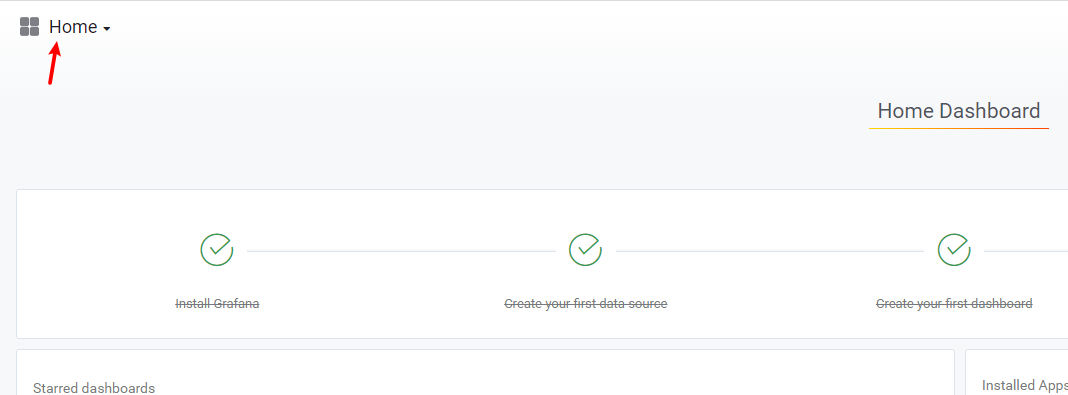 Home
Home Dashboard
Install Grafana
Create your first data source
Create your first dashboard
Starred dashboards
Installed Apps